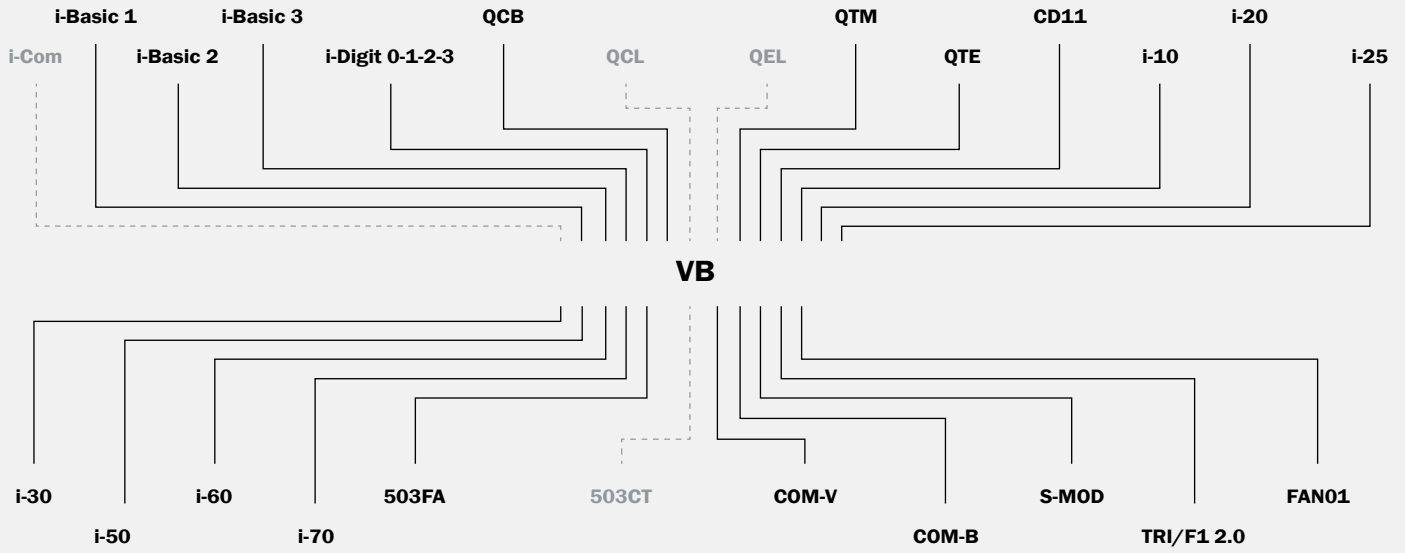 i-Basic 1
i-Basic 3
QCB
QTM
CD11
i-20
i-Com
i-Basic 2
i-Digit 0-1-2-3
QCL
QEL
QTE
i-10
i-25
VB
i-30
i-60
503FA
503CT
COM-V
S-MOD
FAN01
i-50
i-70
COM-B
TRI/F1 2.0